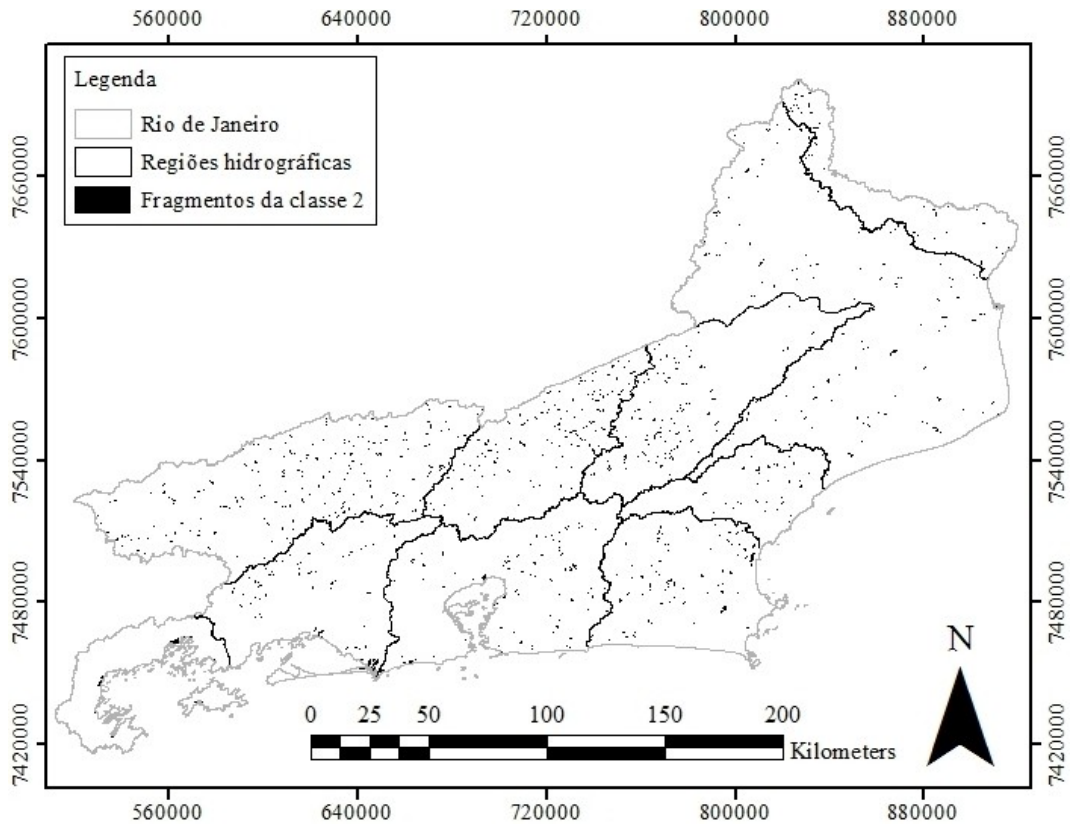 560000 640000 720000 800000 880000
Legenda
Rio de Janeiro
Regiões hidrográficas
Fragmentos da classe 2
7660000 7660000
7600000 7600000
7540000 7540000
7480000 7480000
7420000 7420000
N
0 25 50 100 150 200
Kilometers
560000 640000 720000 800000 880000